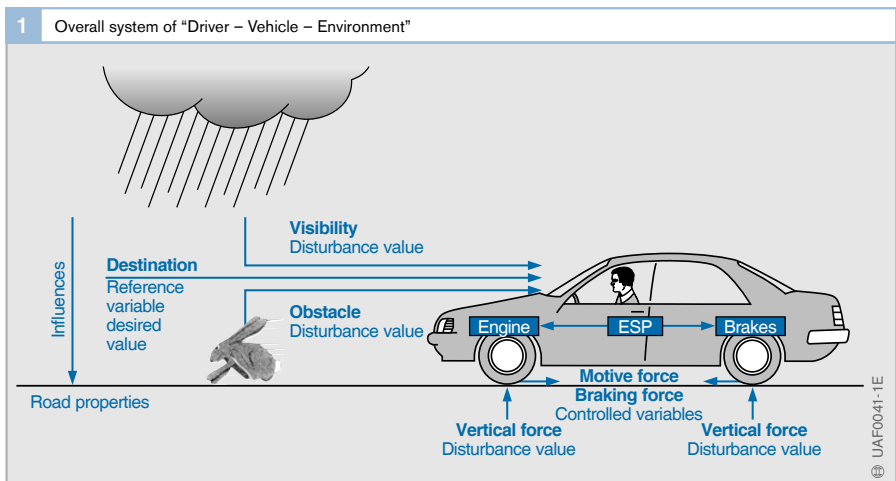 1 Overall system of “Driver – Vehicle – Environment”
Visibility
Disturbance value
Influences
Destination
Reference
variable
desired
value
Obstacle
Disturbance value
Engine
ESP
Brakes
Road properties
Motive force
Braking force
Controlled variables
Vertical force
Disturbance value
Vertical force
Disturbance value
UAF0041-1E